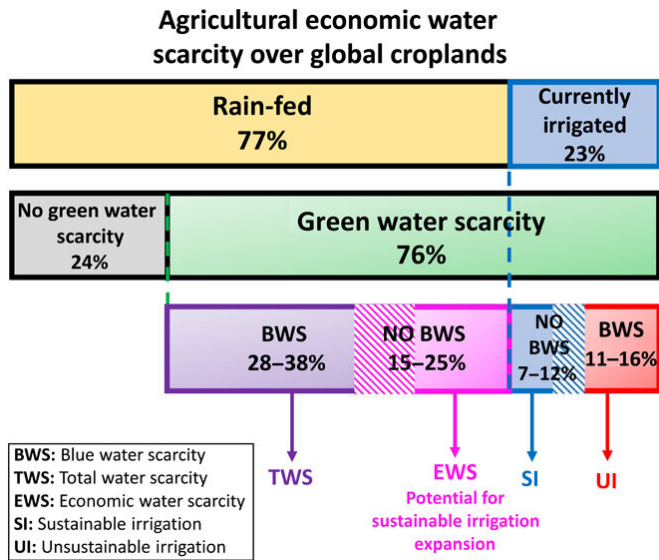 Agricultural economic water
scarcity over global croplands
Rain-fed
77%
Currently
irrigated
23%
No green water
scarcity
24%
Green water scarcity
76%
BWS
28–38%
NO BWS
15–25%
NO
BWS
7–12%
BWS
11–16%
TWS
EWS
Potential for
sustainable irrigation
expansion
SI
UI
BWS: Blue water scarcity
TWS: Total water scarcity
EWS: Economic water scarcity
SI: Sustainable irrigation
UI: Unsustainable irrigation